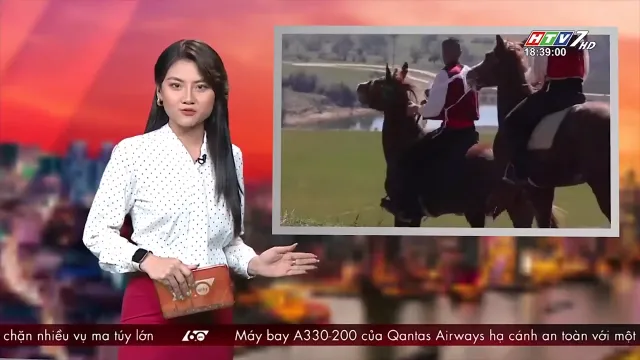 HTV7 HD
18:39:00
chặn nhiều vụ ma túy lớn 60 Máy bay A330-200 của Qantas Airways hạ cánh an toàn với một